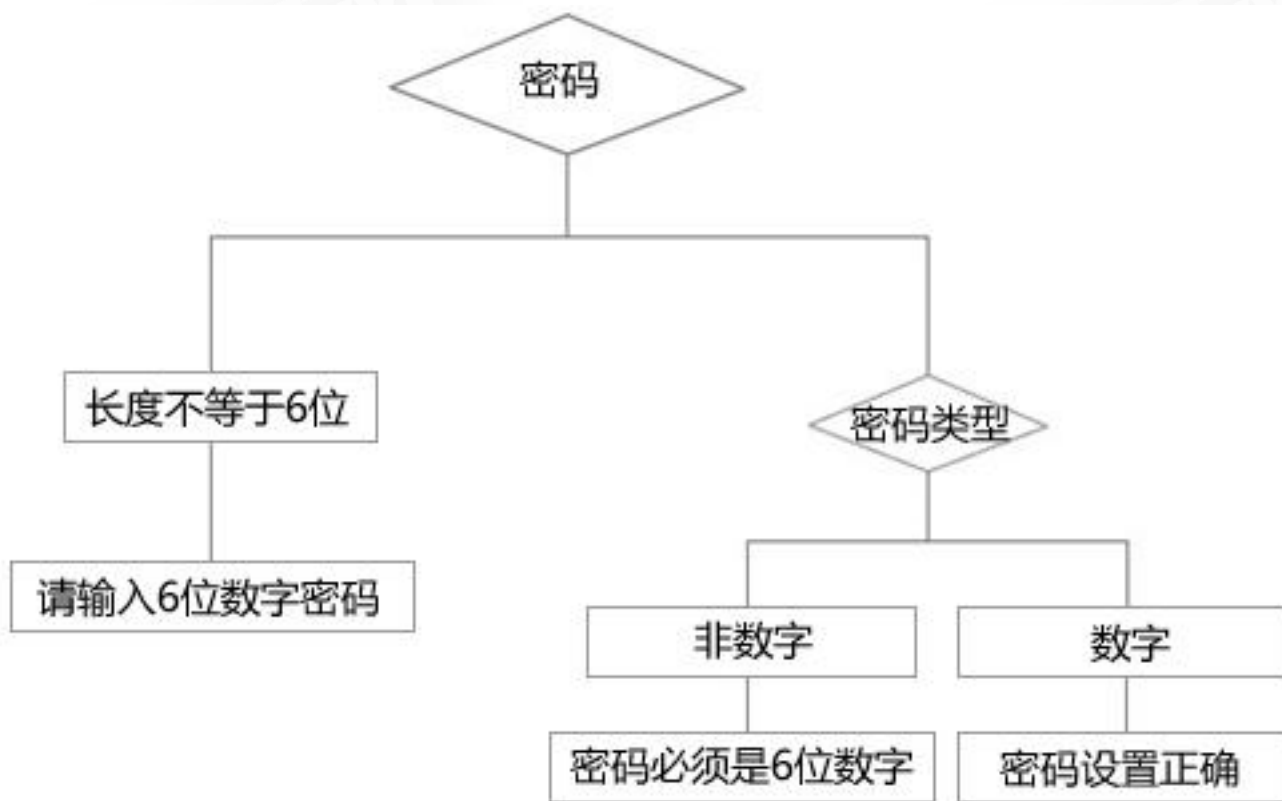 密码
长度不等于6位
密码类型
请输入6位数字密码
非数字
数字
密码必须是6位数字
密码设置正确